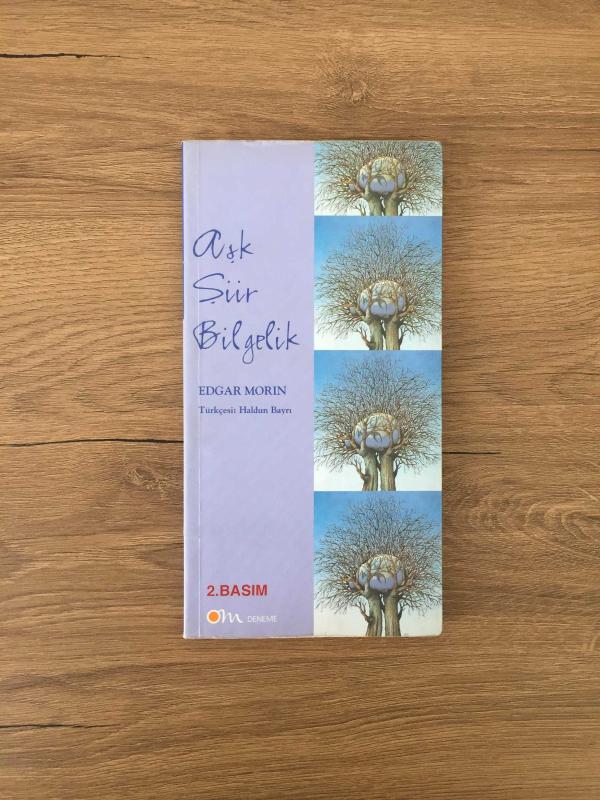 Aşk
Şiir
Bilgelik
EDGAR MORIN
Türkçesi: Haldun Bayrı
2.BASIM
Om DENEME